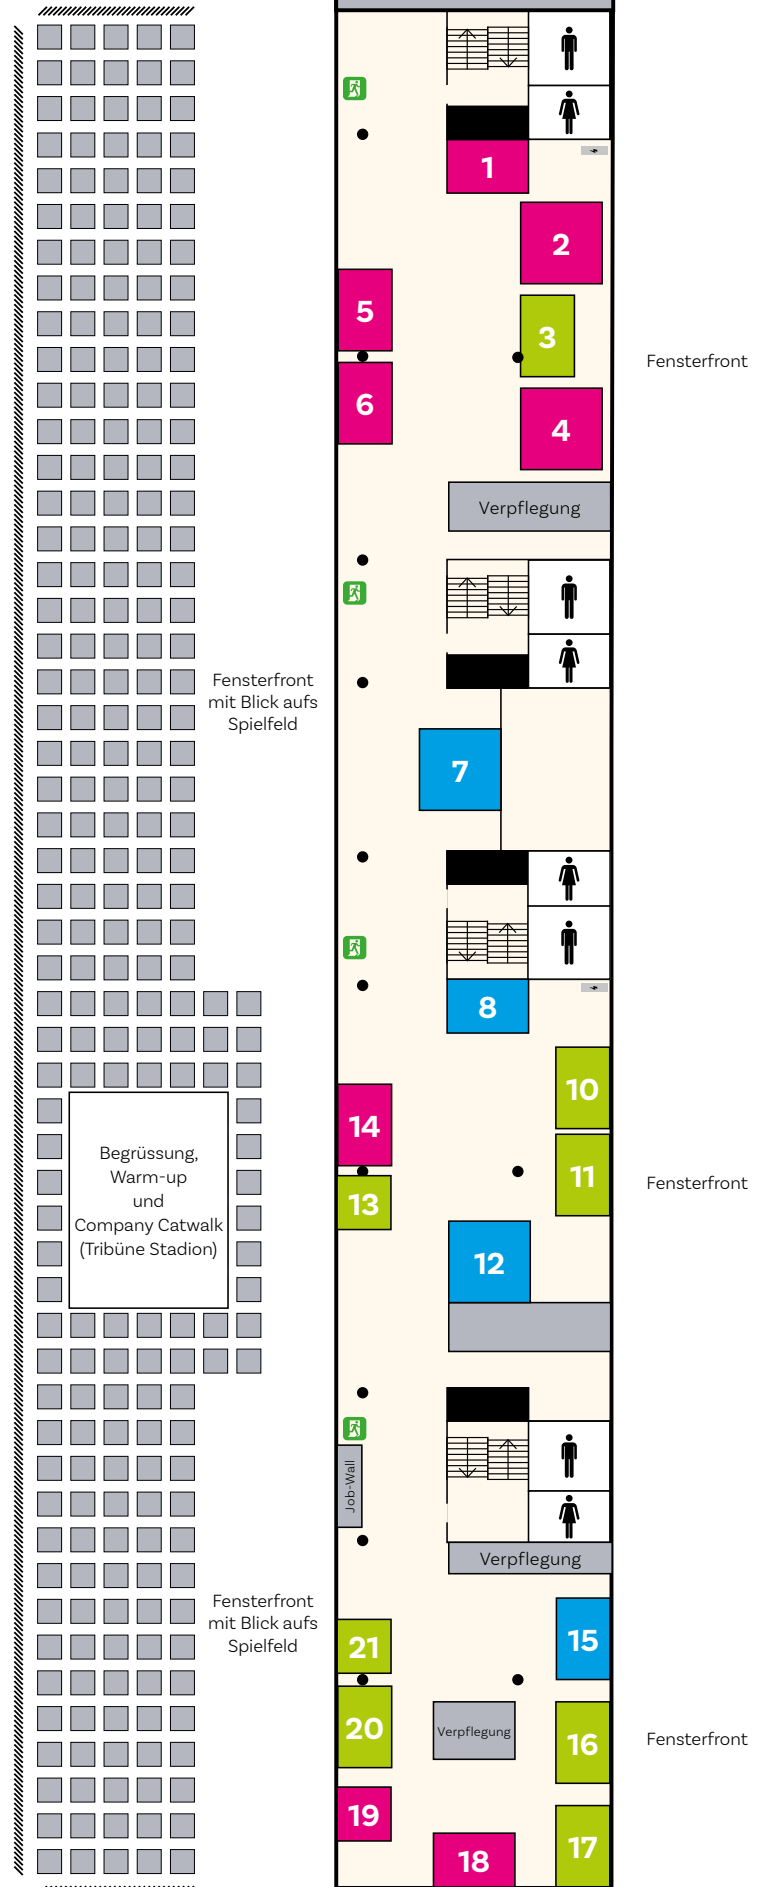 1
2
5
3
Fensterfront
6
4
Verpflegung
Fensterfront
mit Blick aufs
Spielfeld
7
8
10
14
Begrüssung,
Warm-up
und
Company Catwalk
(Tribüne Stadion)
11
Fensterfront
13
12
Job-Wall
Verpflegung
Fensterfront
mit Blick aufs
Spielfeld
15
21
20
Verpflegung
16
Fensterfront
19
17
18